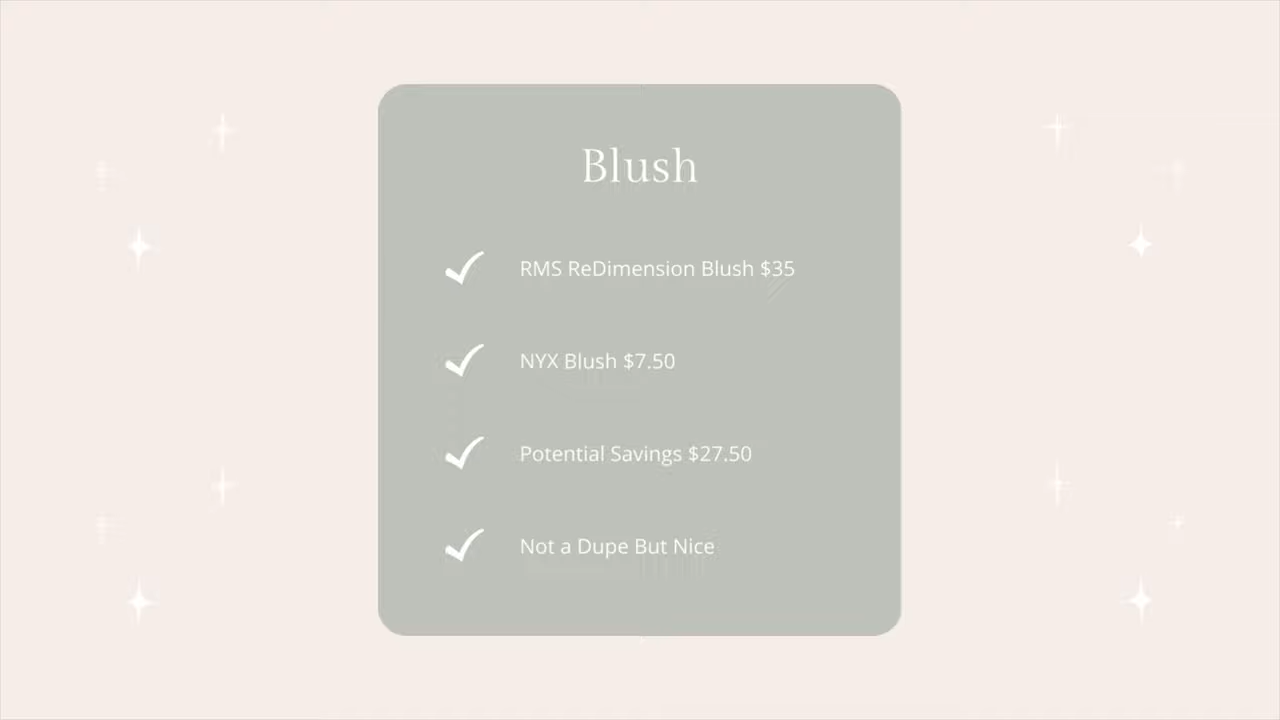 Blush
RMS ReDimension Blush $35
NYX Blush $7.50
Potential Savings $27.50
Not a Dupe But Nice